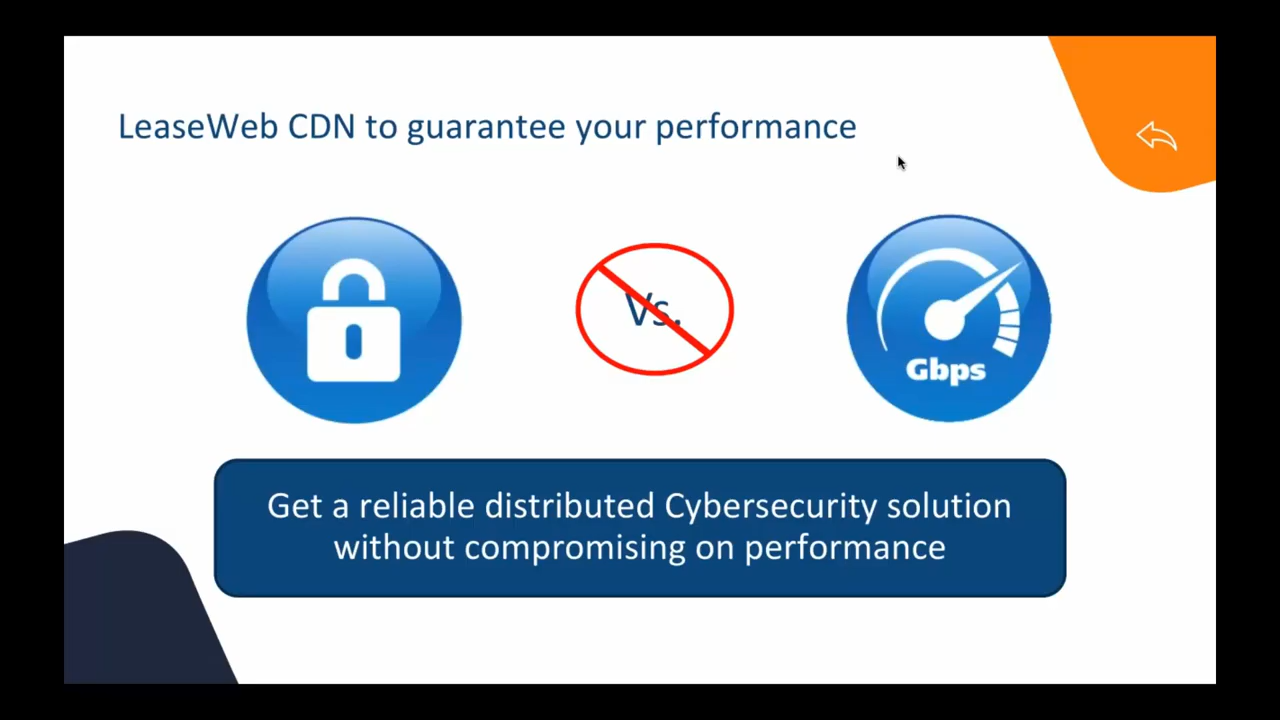 LeaseWeb CDN to guarantee your performance
Vs.
Gbps
Get a reliable distributed Cybersecurity solution
without compromising on performance